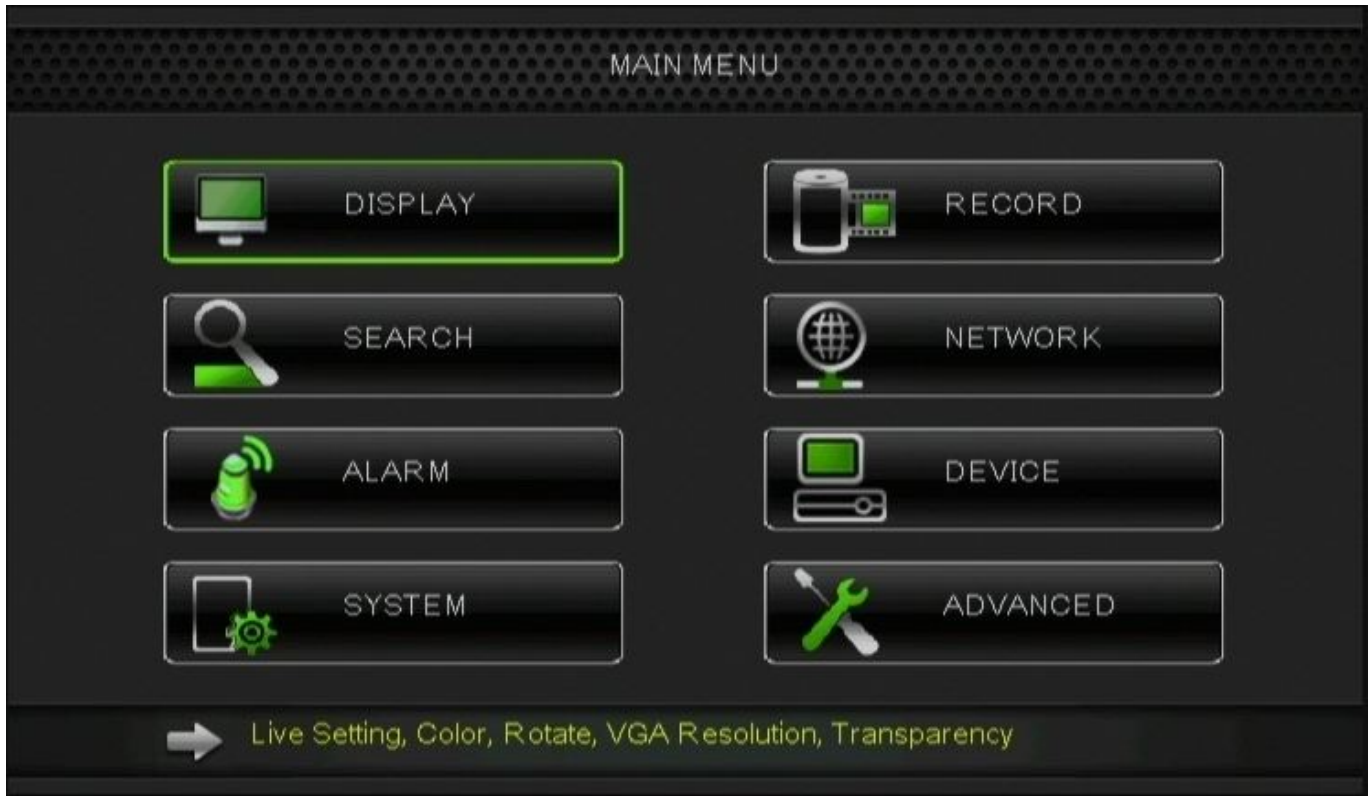 MAIN MENU
DISPLAY
RECORD
SEARCH
NETWORK
ALARM
DEVICE
SYSTEM
ADVANCED
Live Setting, Color, Rotate, VGA Resolution, Transparency